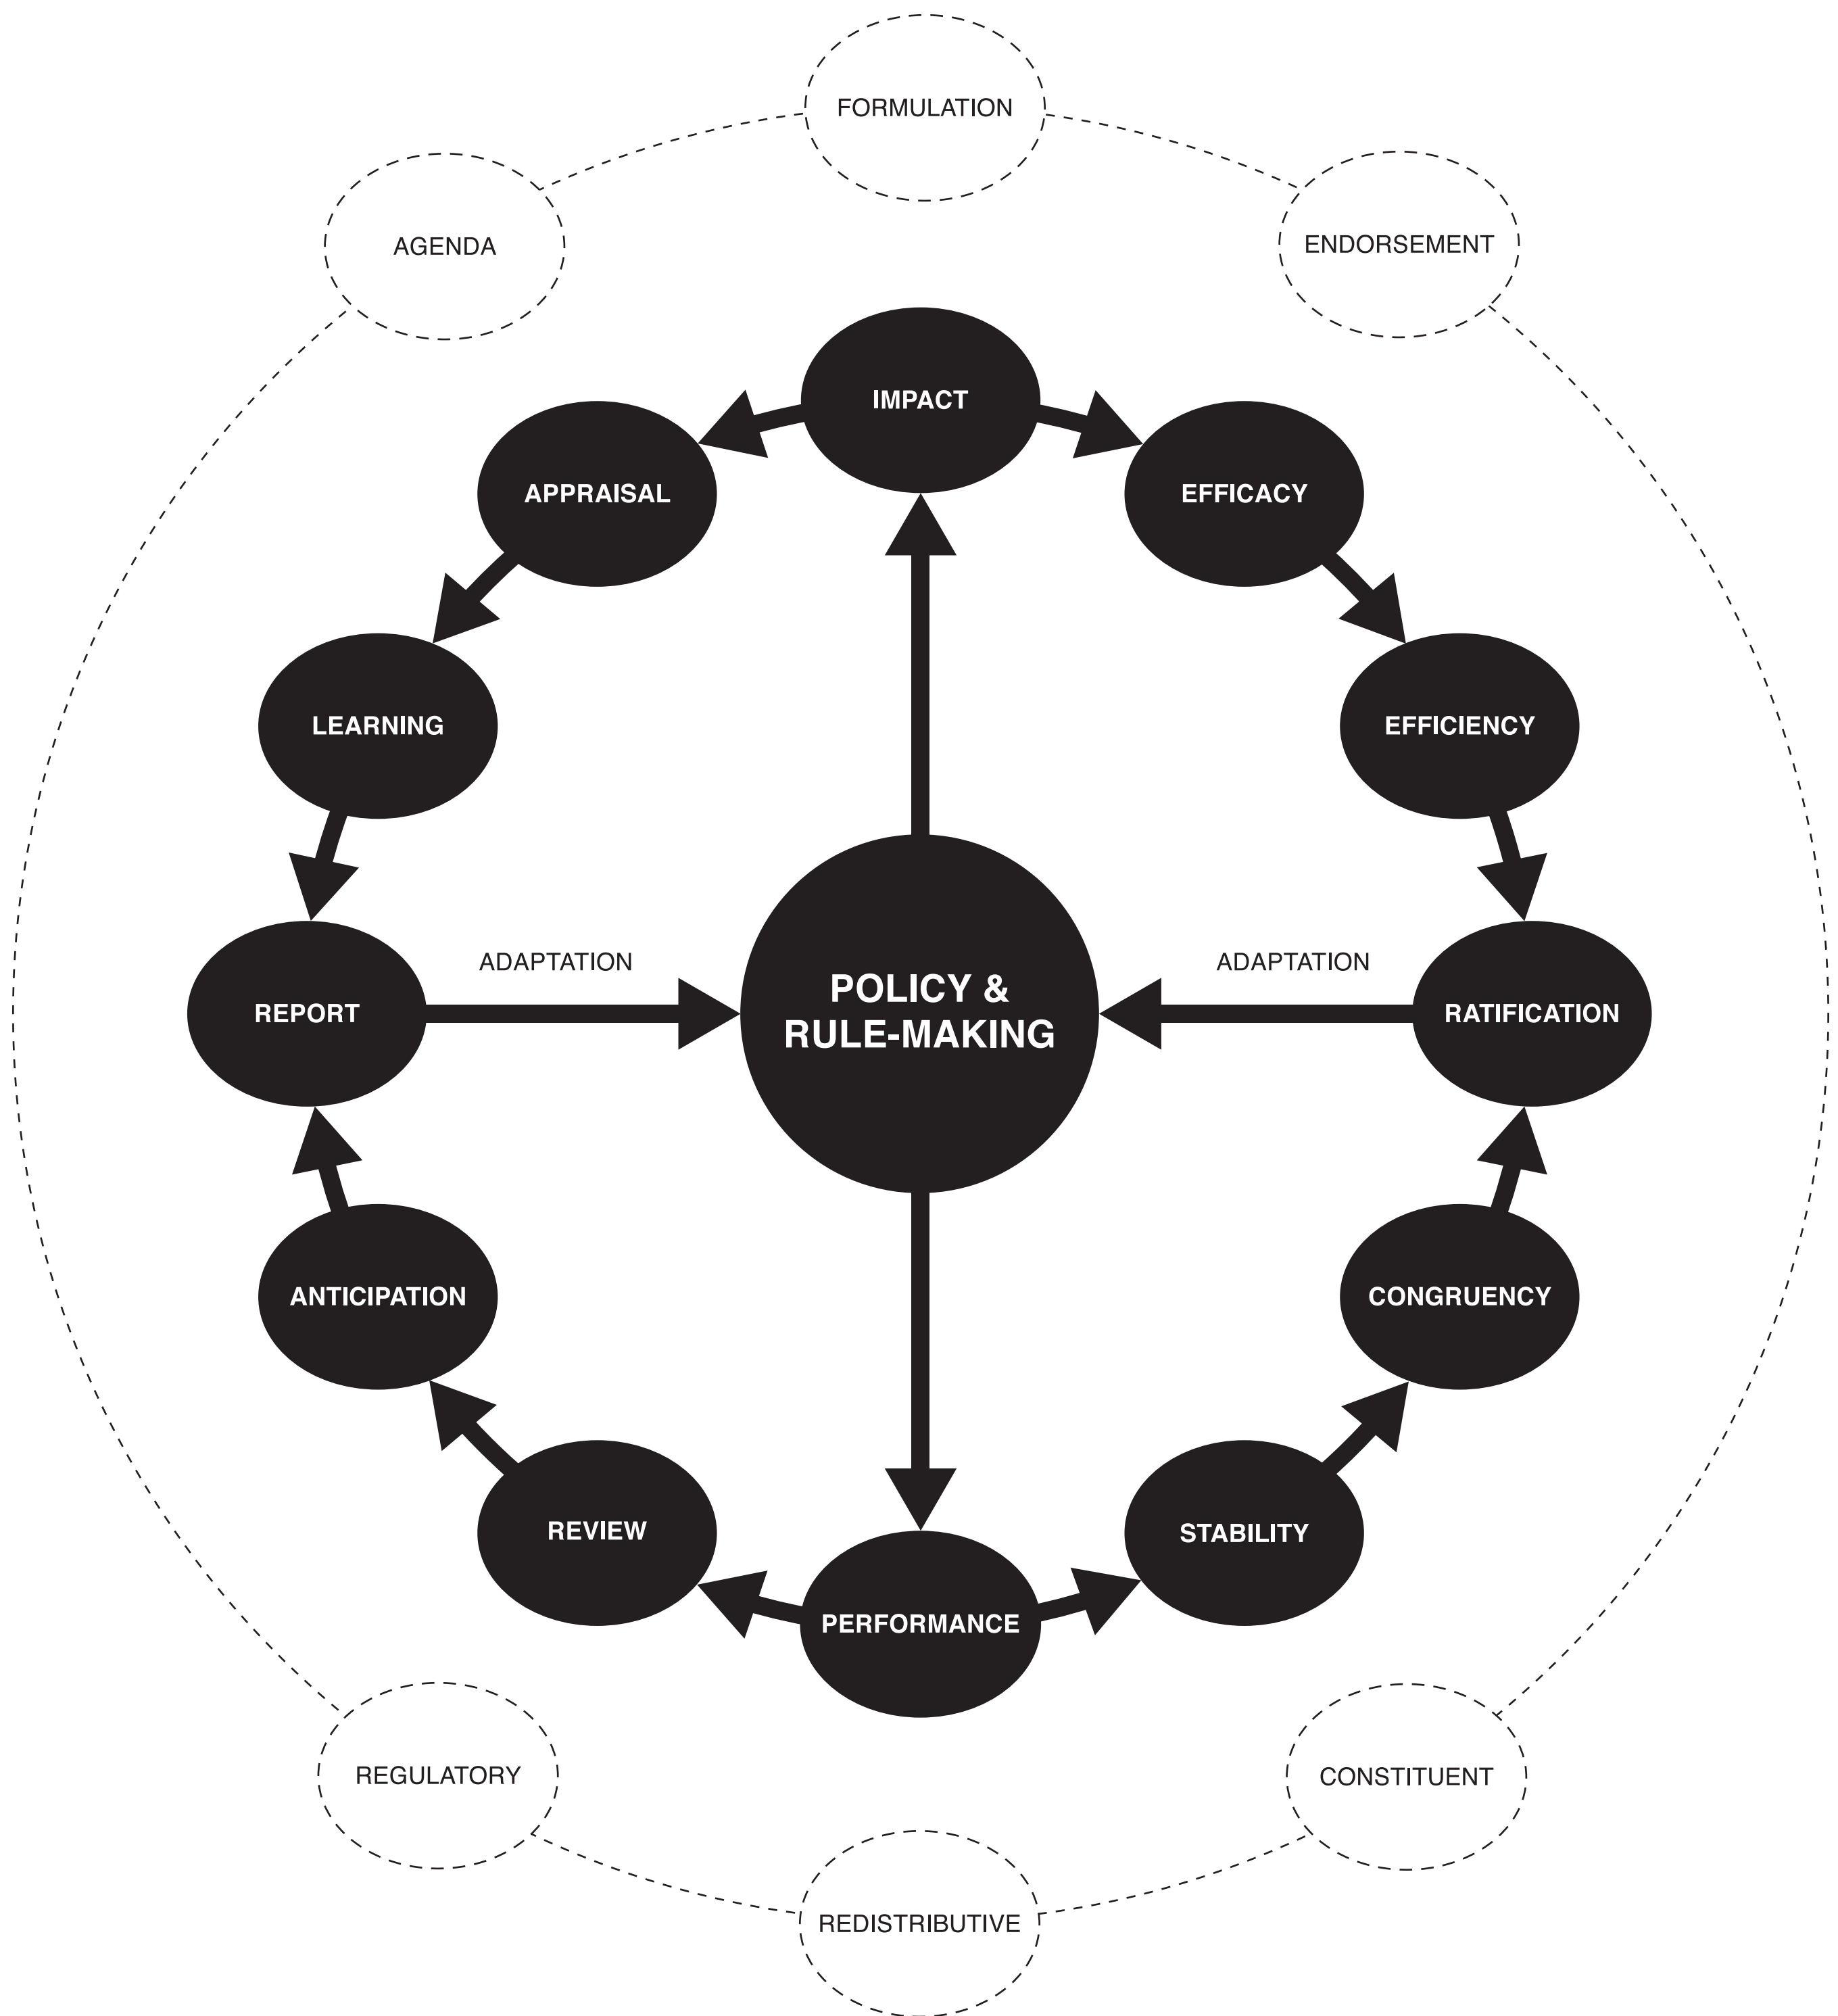 FORMULATION
AGENDA
ENDORSEMENT
IMPACT
APPRAISAL
EFFICACY
LEARNING
EFFICIENCY
ADAPTATION
ADAPTATION
POLICY &
RULE-MAKING
REPORT
RATIFICATION
ANTICIPATION
CONGRUENCY
REVIEW
STABILITY
PERFORMANCE
REGULATORY
CONSTITUENT
REDISTRIBUTIVE